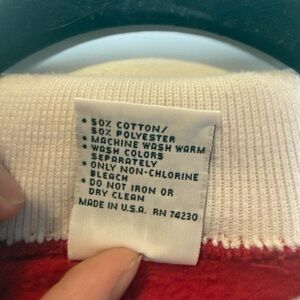 • 50% COTTON/
50% POLYESTER
• MACHINE WASH WARM
• WASH COLORS
SEPARATELY
• ONLY NON-CHLORINE
BLEACH
• DO NOT IRON OR
DRY CLEAN
MADE IN U.S.A. RN 74230